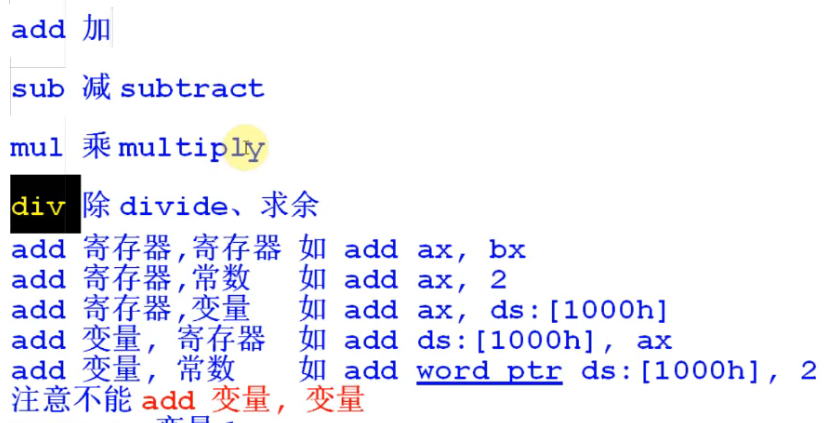 add 加
sub 减 subtract
mul 乘 multiply
div 除 divide、求余
add 寄存器,寄存器 如 add ax, bx
add 寄存器,常数 如 add ax, 2
add 寄存器,变量 如 add ax, ds:[1000h]
add 变量, 寄存器 如 add ds:[1000h], ax
add 变量, 常数 如 add word ptr ds:[1000h], 2
注意不能 add 变量, 变量